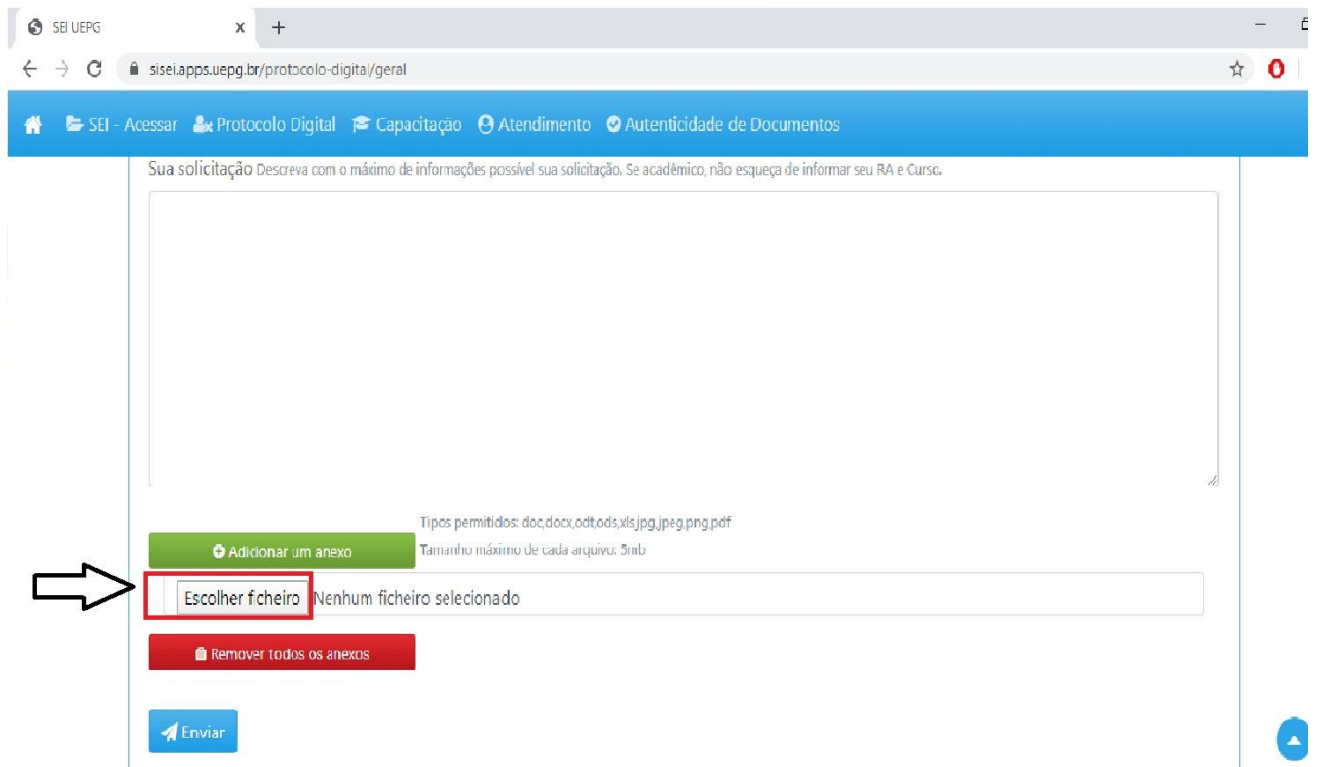 SEI UEPG x +
sisei.apps.uepg.br/protocolo-digital/geral
SEI - Acessar Protocolo Digital Capacitação Atendimento Autenticidade de Documentos
Sua solicitação Descreva com o máximo de informações possível sua solicitação. Se acadêmico, não esqueça de informar seu RA e Curso.
Tipos permitidos: doc,docx,odt,ods,xls,jpg,jpeg,png,pdf
Adicionar um anexo Tamanho máximo de cada arquivo: 5mb
Escolher ficheiro Nenhum ficheiro selecionado
Remover todos os anexos
Enviar